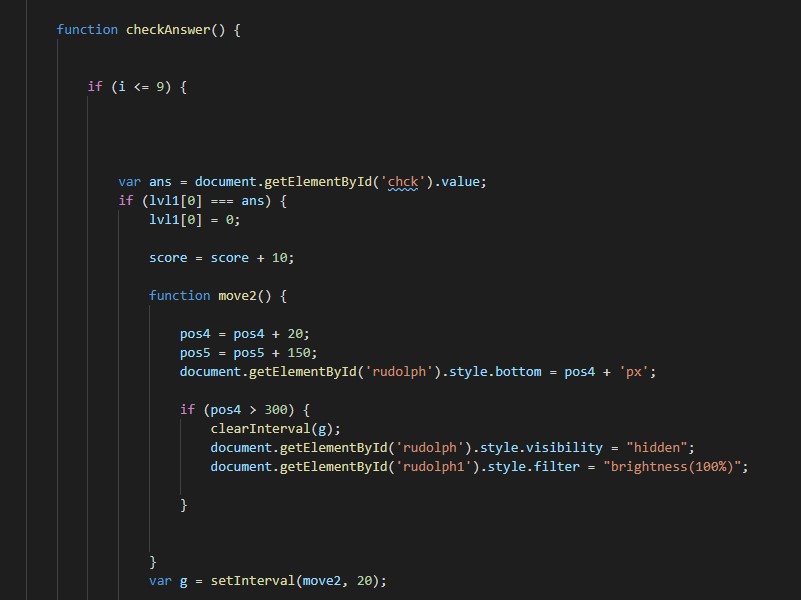 function checkAnswer() {
if (i <= 9) {
var ans = document.getElementById('chck').value;
if (lvl1[0] === ans) {
lvl1[0] = 0;
score = score + 10;
function move2() {
pos4 = pos4 + 20;
pos5 = pos5 + 150;
document.getElementById('rudolph').style.bottom = pos4 + 'px';
if (pos4 > 300) {
clearInterval(g);
document.getElementById('rudolph').style.visibility = "hidden";
document.getElementById('rudolph1').style.filter = "brightness(100%)";
}
}
var g = setInterval(move2, 20);